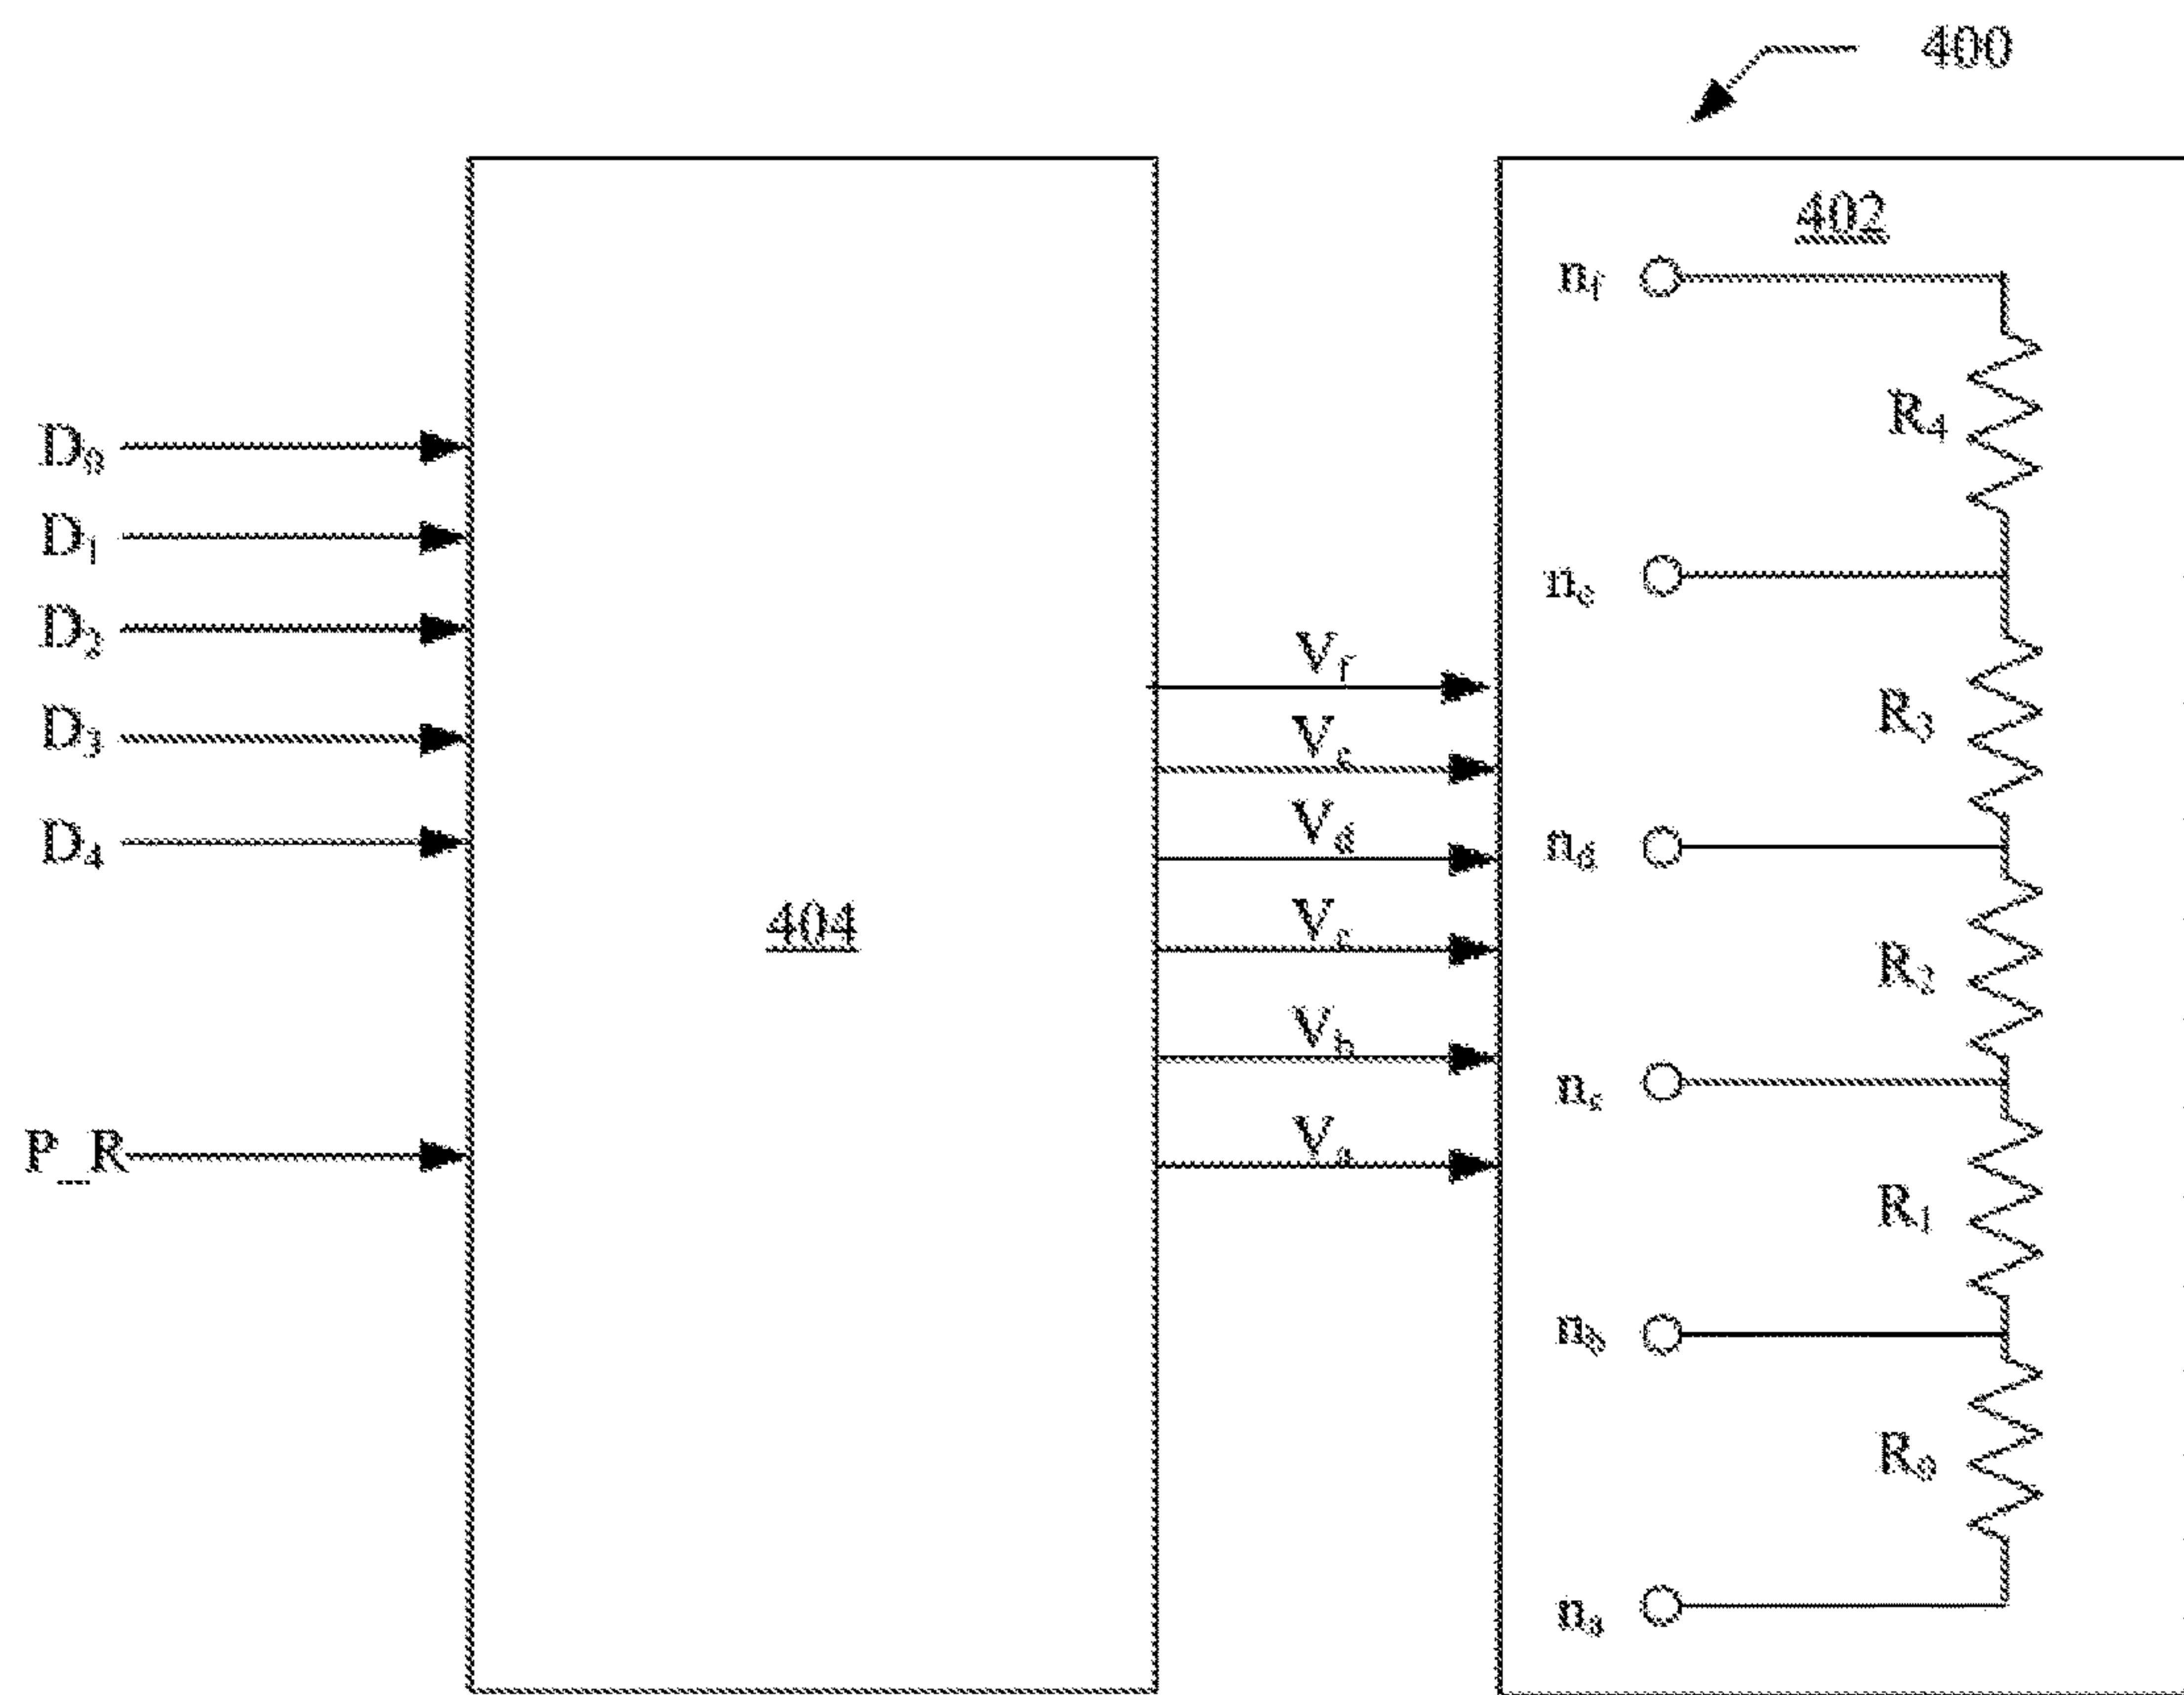 400
402
n_f
R_4
D_0
D_1
n_e
D_2
V_f
R_3
D_3
V_e
D_4
V_d
n_d
404
V_c
R_2
V_b
n_c
P_R
V_a
R_1
n_b
R_0
n_a